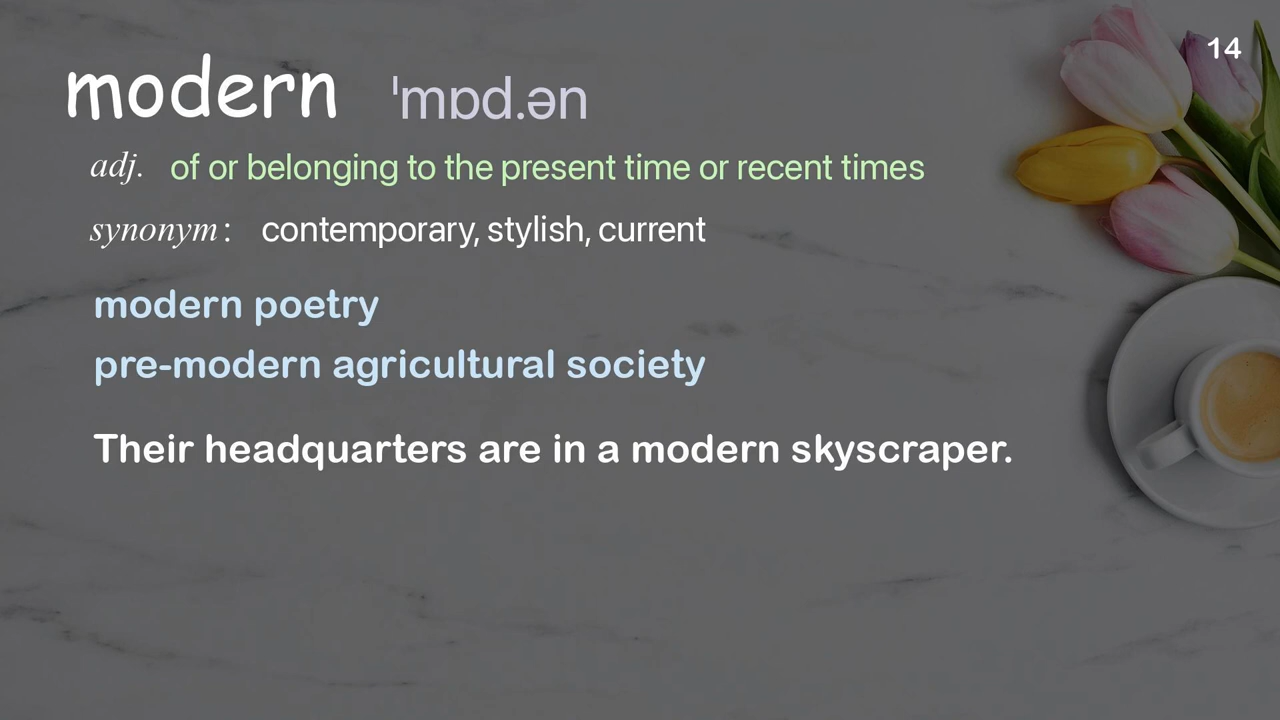 14
modern ˈmɒd.ən
adj. of or belonging to the present time or recent times
synonym : contemporary, stylish, current
modern poetry
pre-modern agricultural society
Their headquarters are in a modern skyscraper.